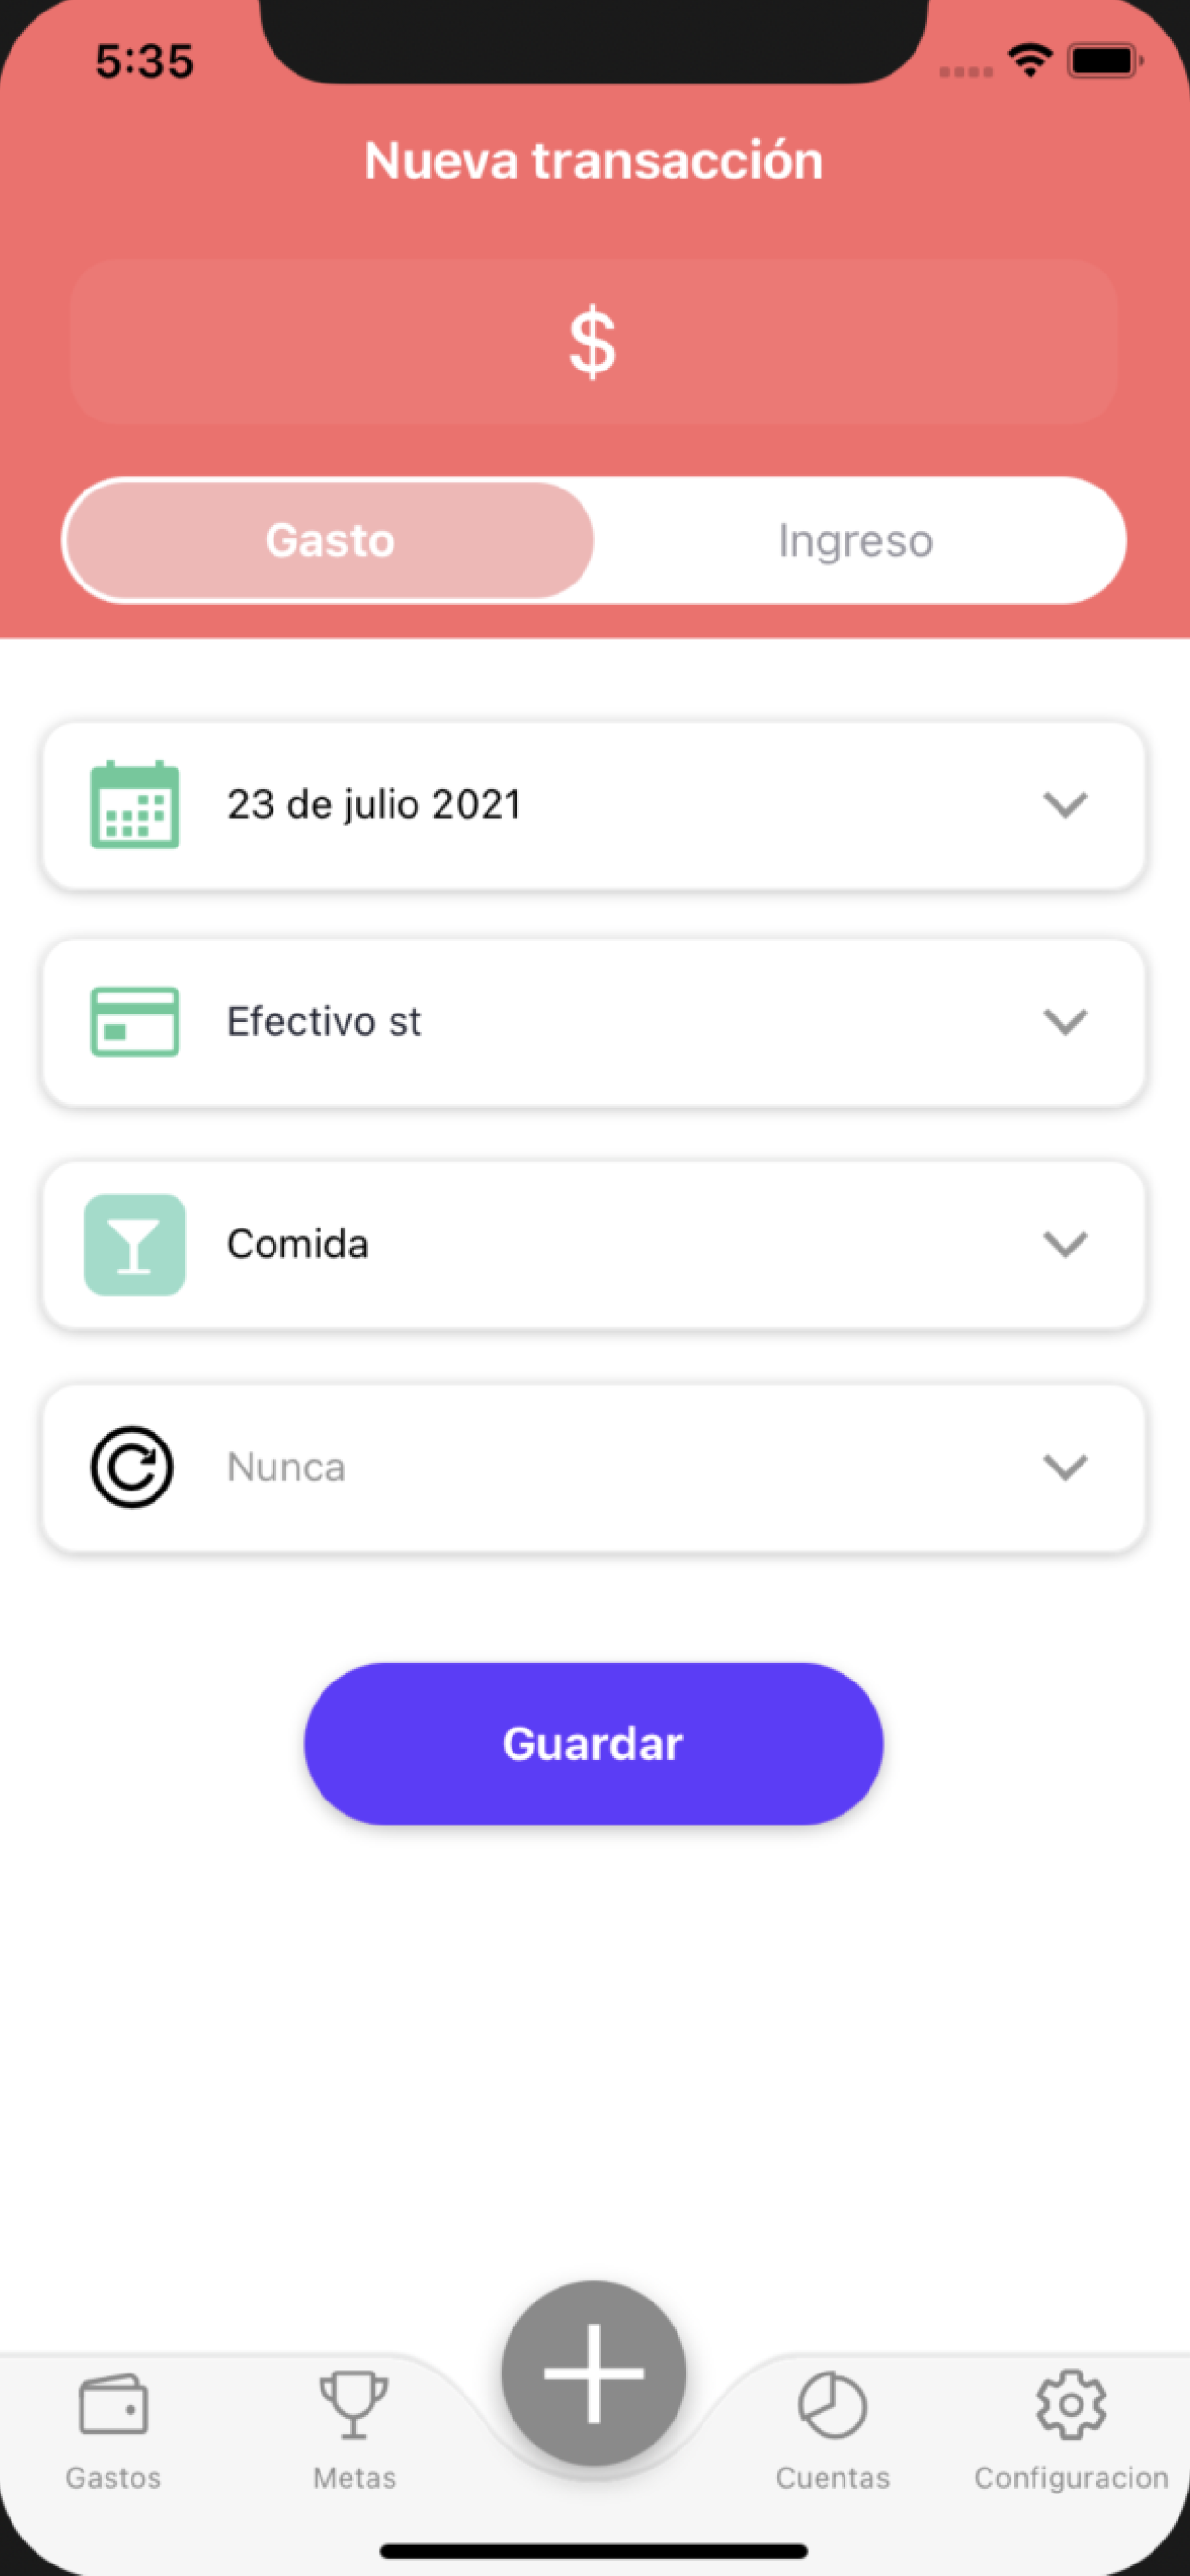 5:35
Nueva transacción
$
Gasto
Ingreso
23 de julio 2021
Efectivo st
Comida
Nunca
Guardar
Gastos
Metas
Cuentas
Configuracion